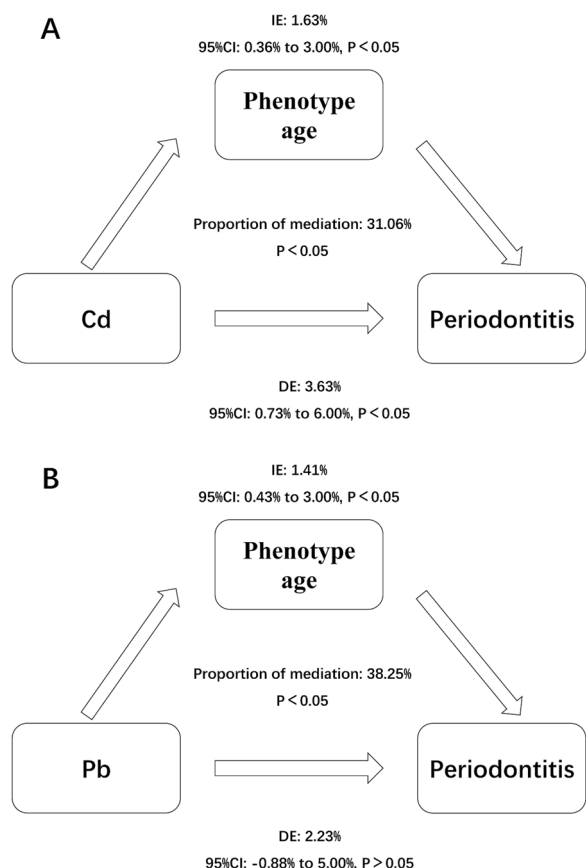 A
IE: 1.63%
95%CI: 0.36% to 3.00%, P<0.05
Phenotype
age
Proportion of mediation: 31.06%
P<0.05
Cd
Periodontitis
DE: 3.63%
95%CI: 0.73% to 6.00%, P<0.05
B
IE: 1.41%
95%CI: 0.43% to 3.00%, P<0.05
Phenotype
age
Proportion of mediation: 38.25%
P<0.05
Pb
Periodontitis
DE: 2.23%
95%CI: -0.88% to 5.00%, P>0.05